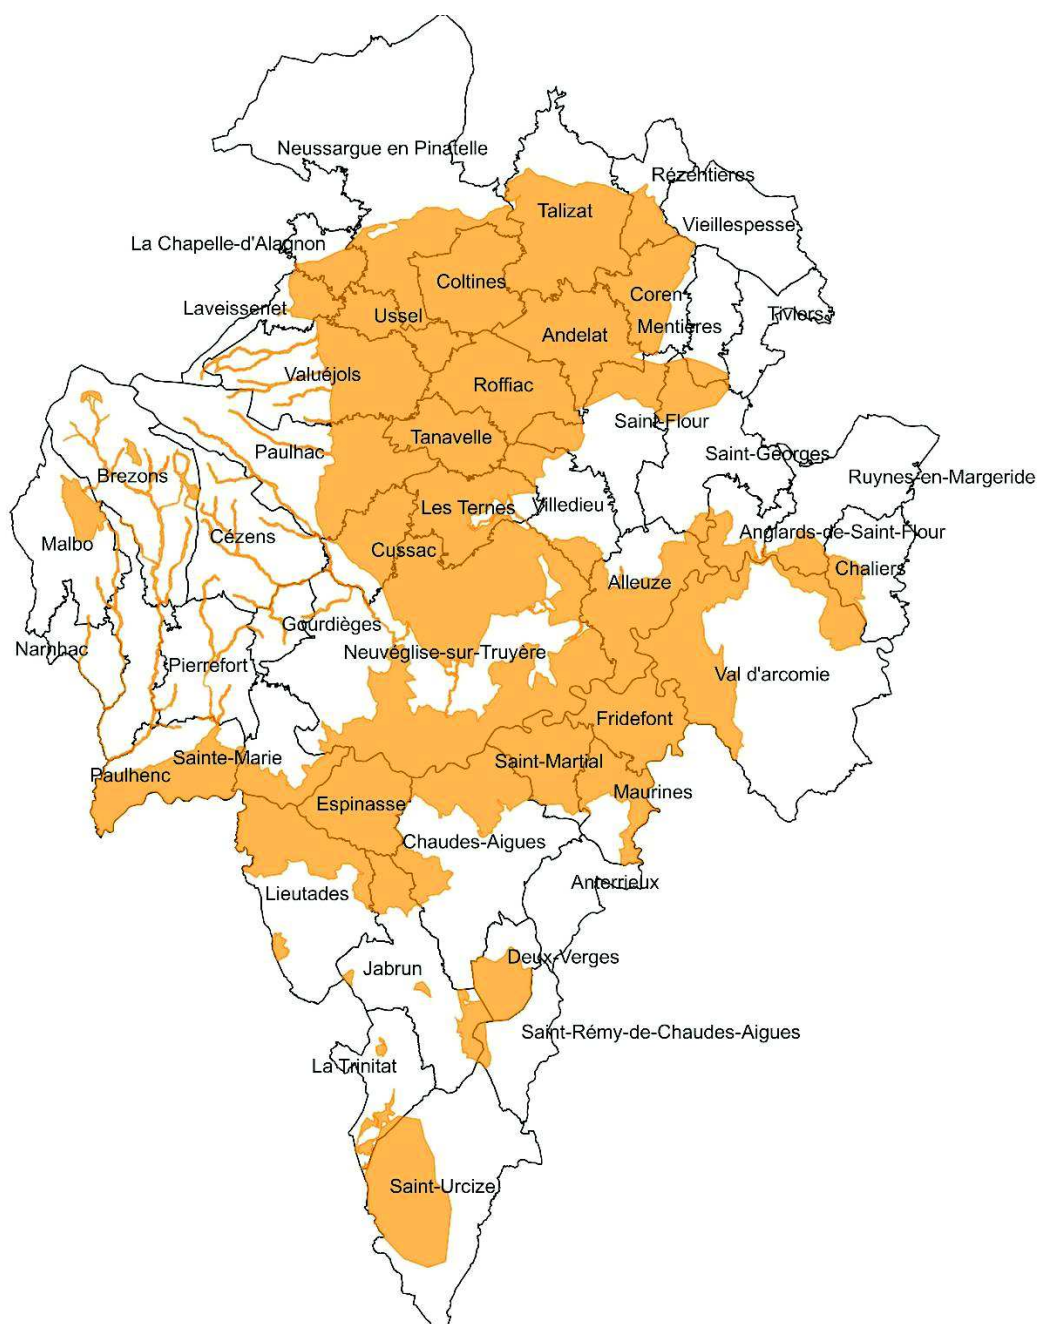 Neussargue en Pinatelle
Rézentières
Talizat
Vieillespesse
La Chapelle-d'Alagnon
Coltines
Coren
Laveissenet
Ussel
Tiviers
Mentières
Andelat
Valuéjols
Roffiac
Saint-Flour
Tanavelle
Paulhac
Saint-Georges
Brezons
Ruynes-en-Margeride
Les Ternes
Villedieu
Anglards-de-Saint-Flour
Cézens
Malbo
Cussac
Chaliers
Alleuze
Gourdièges
Narnhac
Neuvéglise-sur-Truyère
Pierrefort
Val d'arcomie
Fridefont
Sainte-Marie
Saint-Martial
Paulhenc
Maurines
Espinasse
Chaudes-Aigues
Anterrieux
Lieutades
Deux-Verges
Jabrun
Saint-Rémy-de-Chaudes-Aigues
La Trinitat
Saint-Urcize